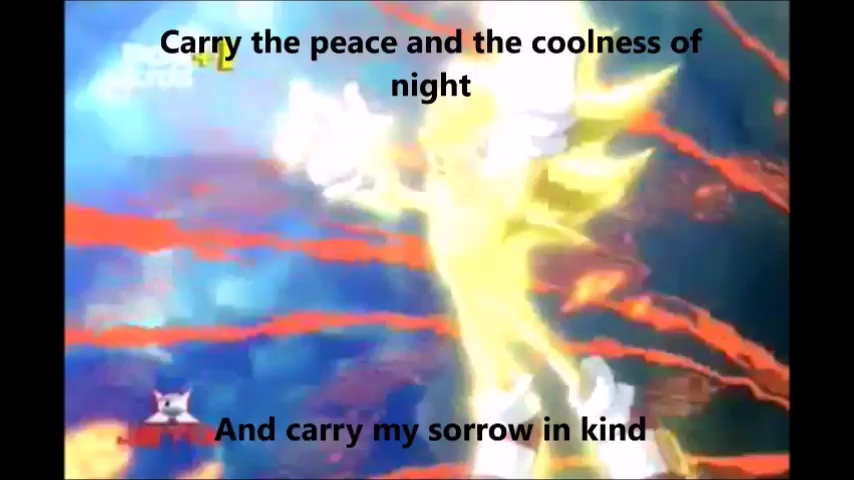 Carry the peace and the coolness of
night
And carry my sorrow in kind